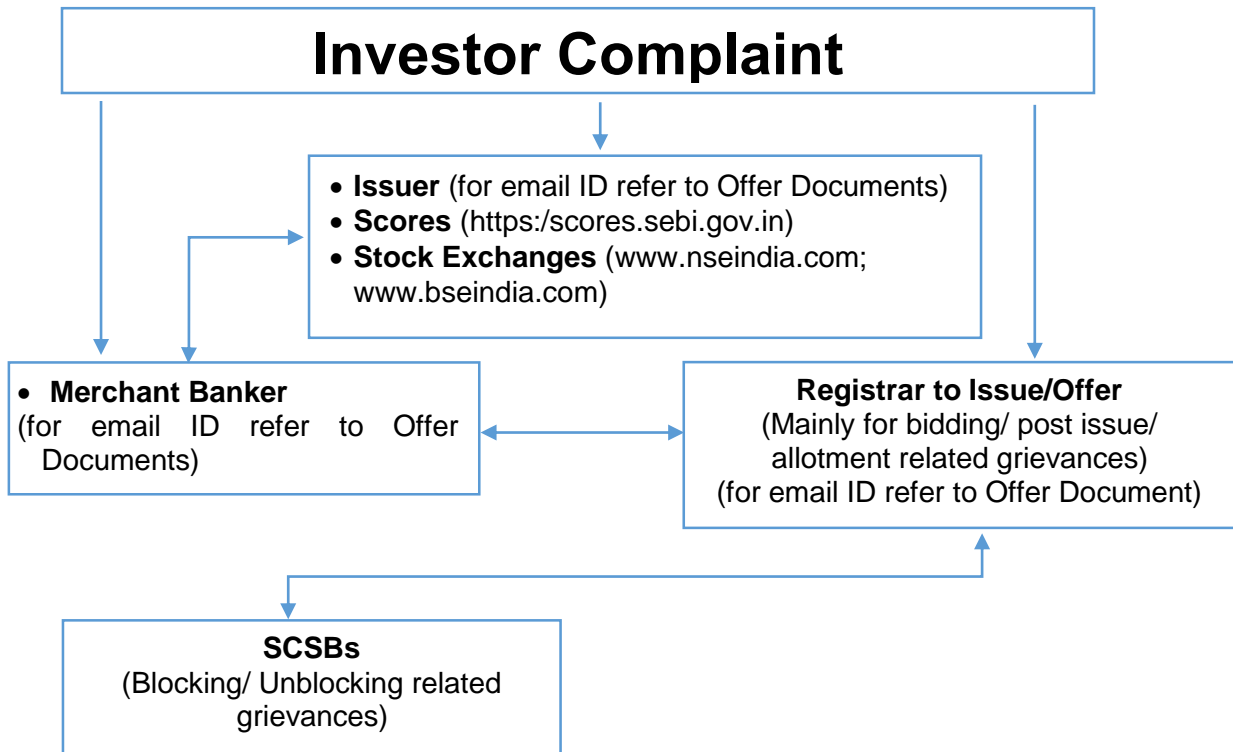 Investor Complaint
• Issuer (for email ID refer to Offer Documents)
• Scores (https:/scores.sebi.gov.in)
• Stock Exchanges (www.nseindia.com;
www.bseindia.com)
• Merchant Banker
(for email ID refer to Offer
Documents)
Registrar to Issue/Offer
(Mainly for bidding/ post issue/
allotment related grievances)
(for email ID refer to Offer Document)
SCSBs
(Blocking/ Unblocking related
grievances)